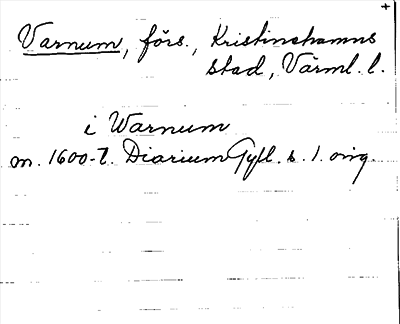 +
Varnum, förs., Kristinehamns
stad, Värml. l.
i Warnum
m. 1600-t. Diarium Gyll. s. 1. orig.